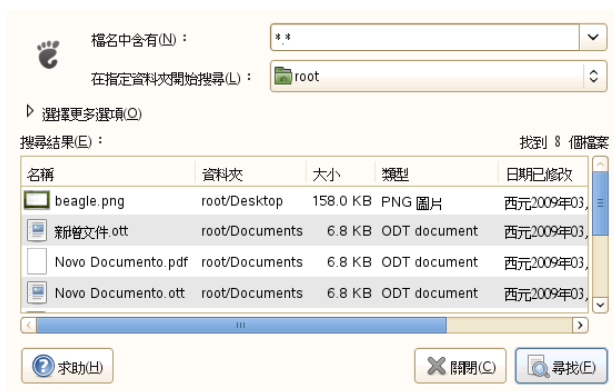 檔名中含有(N)： *.*
在指定資料夾開始搜尋(L)： root
選擇更多選項(O)
搜尋結果(E)： 找到 8 個檔案
名稱 資料夾 大小 類型 日期已修改
beagle.png root/Desktop 158.0 KB PNG 圖片 西元2009年03,
新增文件.ott root/Documents 6.8 KB ODT document 西元2009年03,
Novo Documento.pdf root/Documents 6.8 KB ODT document 西元2009年03,
Novo Documento.ott root/Documents 6.8 KB ODT document 西元2009年03,
求助(H) 關閉(C) 尋找(F)